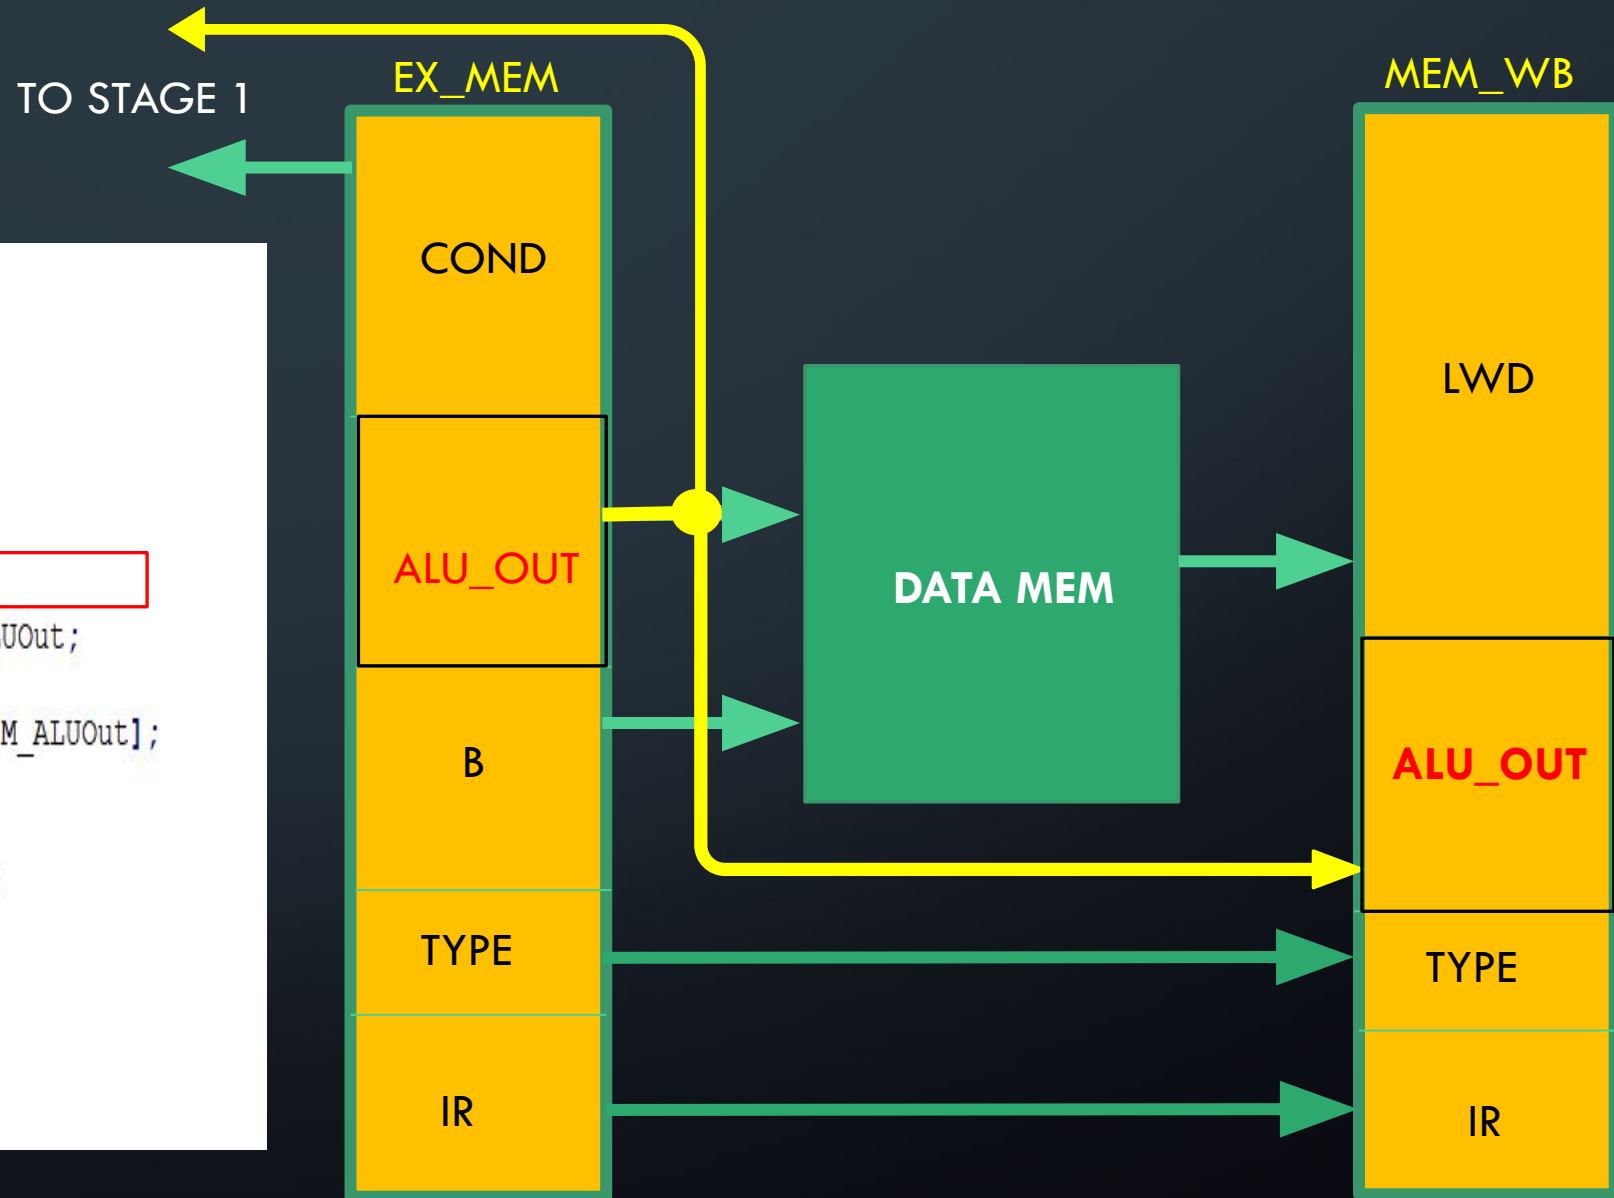 TO STAGE 1
EX_MEM
MEM_WB
COND
LWD
ALU_OUT
DATA MEM
UOut;
M_ALUOut];
B
ALU_OUT
TYPE
TYPE
IR
IR